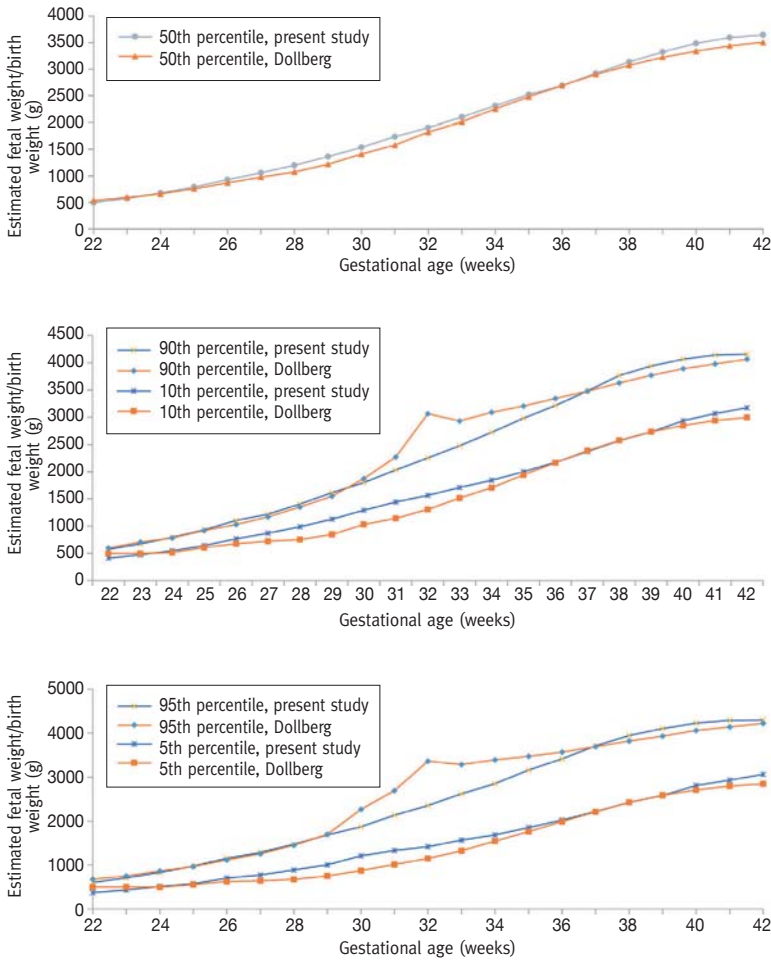 4000
3500
3000
2500
2000
1500
1000
500
0
Estimated fetal weight/birth
weight (g)
50th percentile, present study
50th percentile, Dollberg
22 24 26 28 30 32 34 36 38 40 42
Gestational age (weeks)
4500
4000
3500
3000
2500
2000
1500
1000
500
0
Estimated fetal weight/birth
weight (g)
90th percentile, present study
90th percentile, Dollberg
10th percentile, present study
10th percentile, Dollberg
22 23 24 25 26 27 28 29 30 31 32 33 34 35 36 37 38 39 40 41 42
Gestational age (weeks)
5000
4000
3000
2000
1000
0
Estimated fetal weight/birth
weight (g)
95th percentile, present study
95th percentile, Dollberg
5th percentile, present study
5th percentile, Dollberg
22 24 26 28 30 32 34 36 38 40 42
Gestational age (weeks)